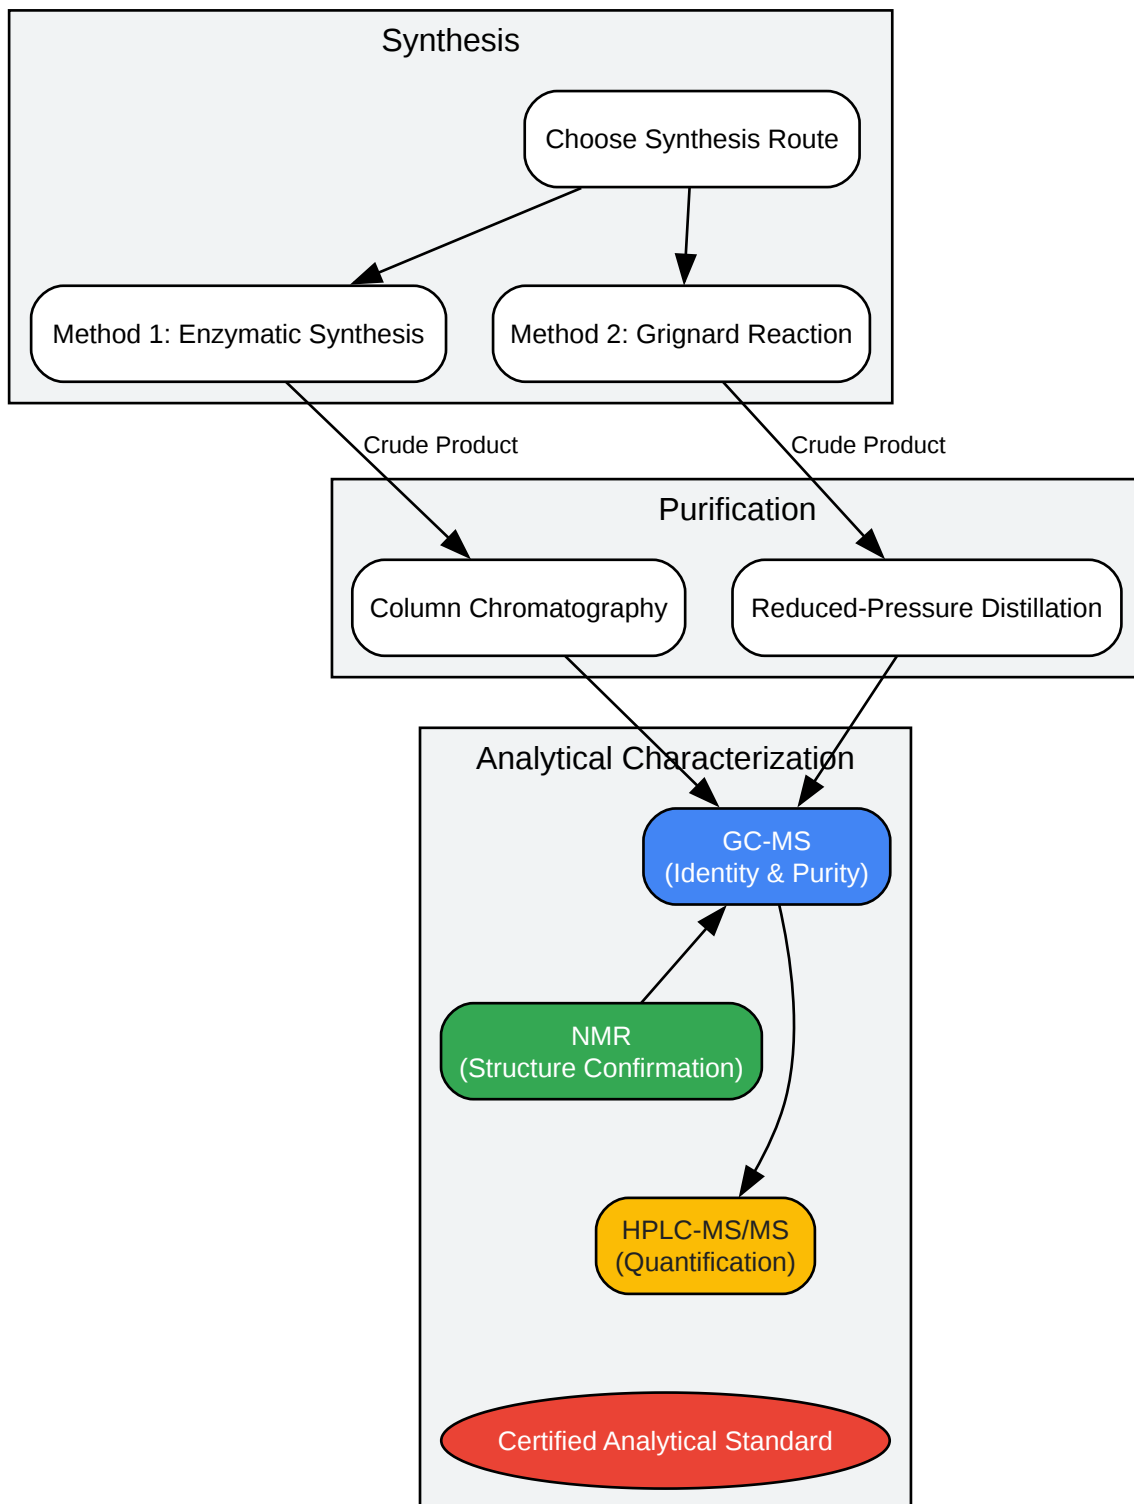 Synthesis
Choose Synthesis Route
Method 1: Enzymatic Synthesis
Method 2: Grignard Reaction
Crude Product
Crude Product
Purification
Column Chromatography
Reduced-Pressure Distillation
Analytical Characterization
GC-MS
(Identity & Purity)
NMR
(Structure Confirmation)
HPLC-MS/MS
(Quantification)
Certified Analytical Standard